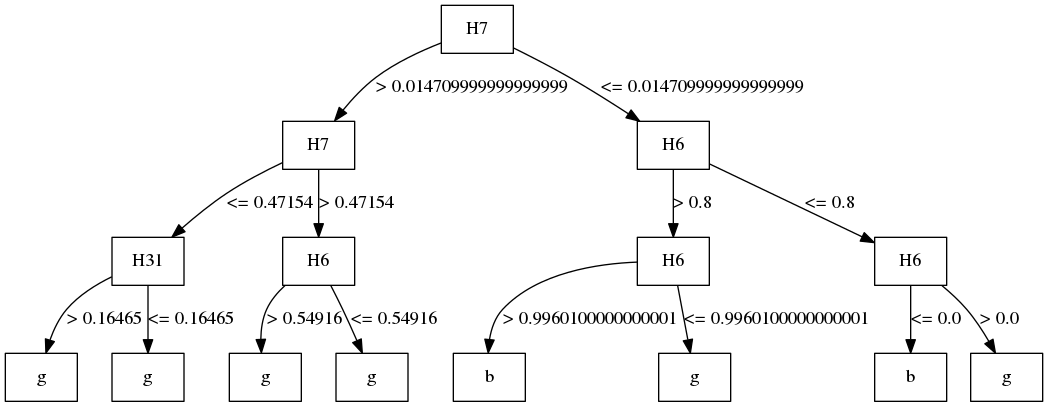 H7
> 0.014709999999999999 <= 0.014709999999999999
H7 H6
<= 0.47154 > 0.47154 > 0.8 <= 0.8
H31 H6 H6 H6
> 0.16465 <= 0.16465 > 0.54916 <= 0.54916 > 0.9960100000000001 <= 0.9960100000000001 <= 0.0 > 0.0
g g g g b g b g